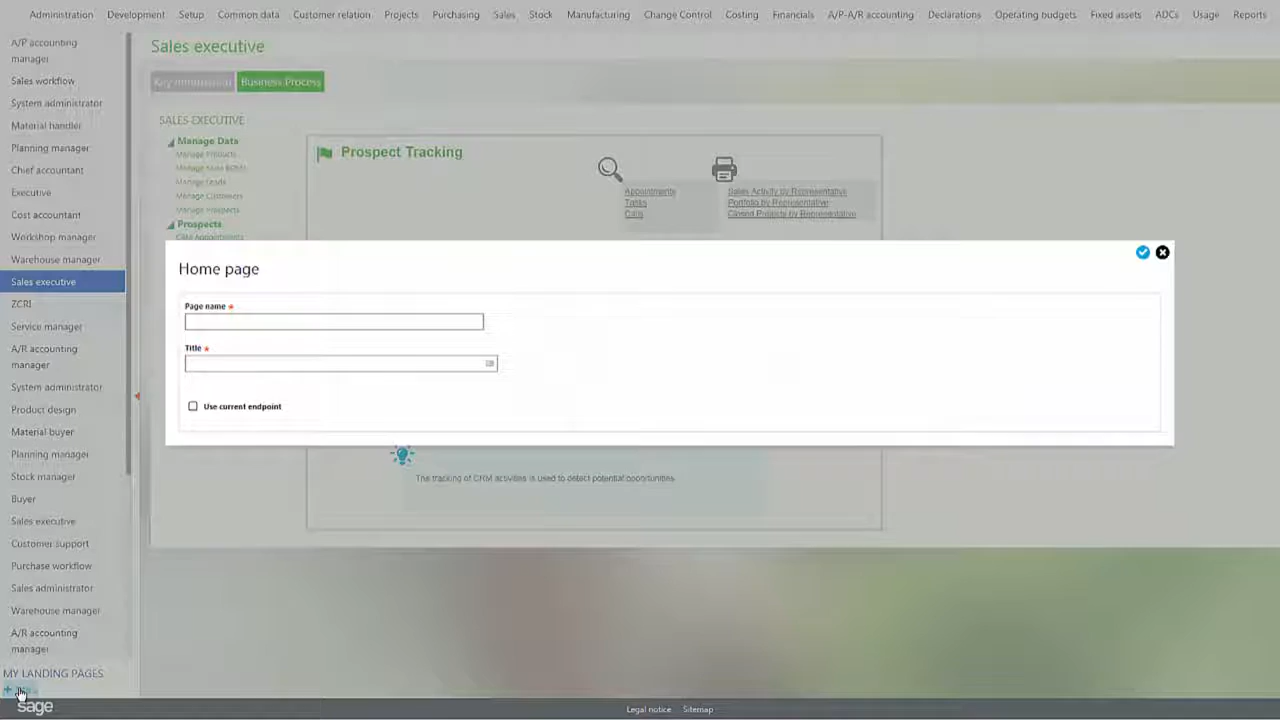 Administration Development Setup Common data Customer relation Projects Purchasing Sales Stock Manufacturing Change Control Costing Financials A/P-A/R accounting Declarations Operating budgets Fixed assets ADCs Usage Reports
A/P accounting
manager
Sales workflow
System administrator
Material handler
Planning manager
Chief accountant
Executive
Cost accountant
Workshop manager
Warehouse manager
Sales executive
ZCRI
Service manager
A/R accounting
manager
System administrator
Product design
Material buyer
Planning manager
Stock manager
Buyer
Sales executive
Customer support
Purchase workflow
Sales administrator
Warehouse manager
A/R accounting
manager
MY LANDING PAGES
sage
Sales executive
Key Business Process
SALES EXECUTIVE
Manage Data
Manage Products
Manage Sales BOMs
Manage Leads
Manage Customers
Manage Prospects
Prospects
CRM Appointments
Prospect Tracking
Appointments
Tasks
Calls
Sales Activity by Representative
Portfolio by Representative
Closed Projects by Representative
Home page
Page name *
Title *
Use current endpoint
The tracking of CRM activities is used to detect potential opportunities
Legal notice Sitemap